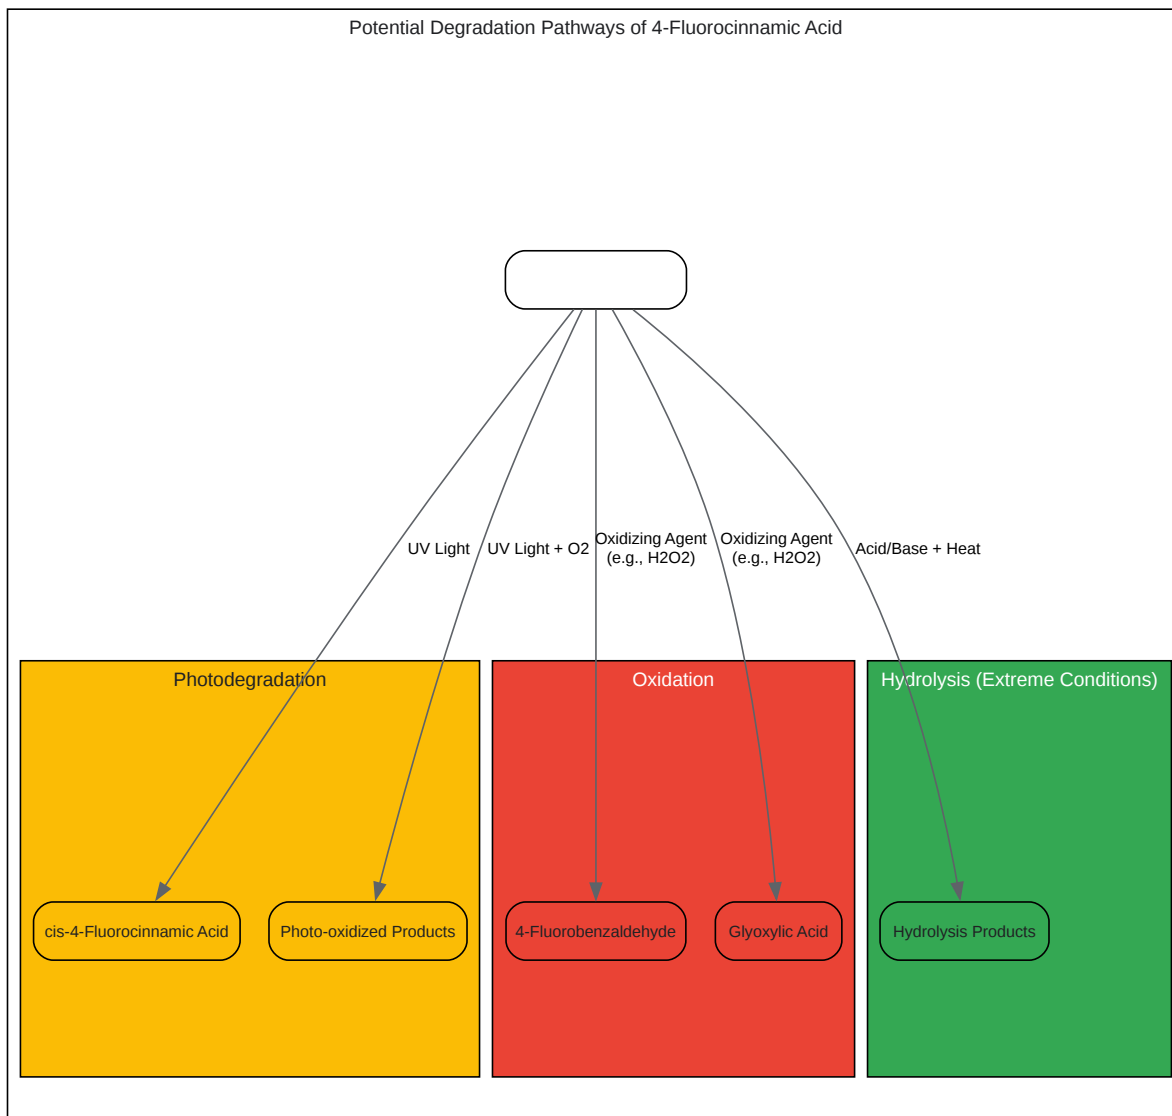 Potential Degradation Pathways of 4-Fluorocinnamic Acid
UV Light
UV Light + O2
Oxidizing Agent
(e.g., H2O2)
Oxidizing Agent
(e.g., H2O2)
Acid/Base + Heat
Photodegradation
Oxidation
Hydrolysis (Extreme Conditions)
cis-4-Fluorocinnamic Acid
Photo-oxidized Products
4-Fluorobenzaldehyde
Glyoxylic Acid
Hydrolysis Products